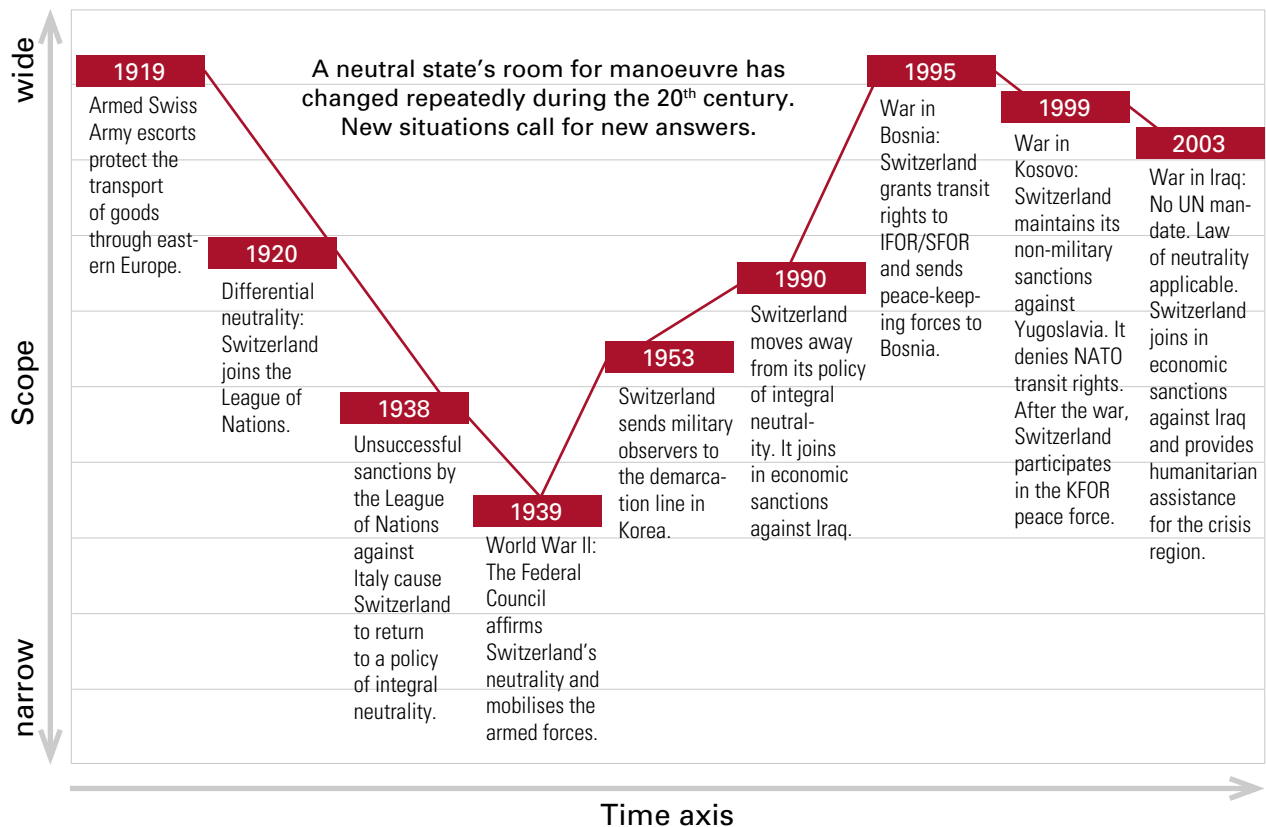 wide
Scope
narrow
A neutral state's room for manoeuvre has
changed repeatedly during the 20th century.
New situations call for new answers.
1919
Armed Swiss
Army escorts
protect the
transport
of goods
through east-
ern Europe.
1920
Differential
neutrality:
Switzerland
joins the
League of
Nations.
1938
Unsuccessful
sanctions by
the League
of Nations
against
Italy cause
Switzerland
to return
to a policy
of integral
neutrality.
1939
World War II:
The Federal
Council
affirms
Switzerland's
neutrality and
mobilises the
armed forces.
1953
Switzerland
sends military
observers to
the demarca-
tion line in
Korea.
1990
Switzerland
moves away
from its policy
of integral
neutral-
ity. It joins
in economic
sanctions
against Iraq.
1995
War in
Bosnia:
Switzerland
grants transit
rights to
IFOR/SFOR
and sends
peace-keep-
ing forces to
Bosnia.
1999
War in
Kosovo:
Switzerland
maintains its
non-military
sanctions
against
Yugoslavia. It
denies NATO
transit rights.
After the war,
Switzerland
participates
in the KFOR
peace force.
2003
War in Iraq:
No UN man-
date. Law
of neutrality
applicable.
Switzerland
joins in
economic
sanctions
against Iraq
and provides
humanitarian
assistance
for the crisis
region.
Time axis